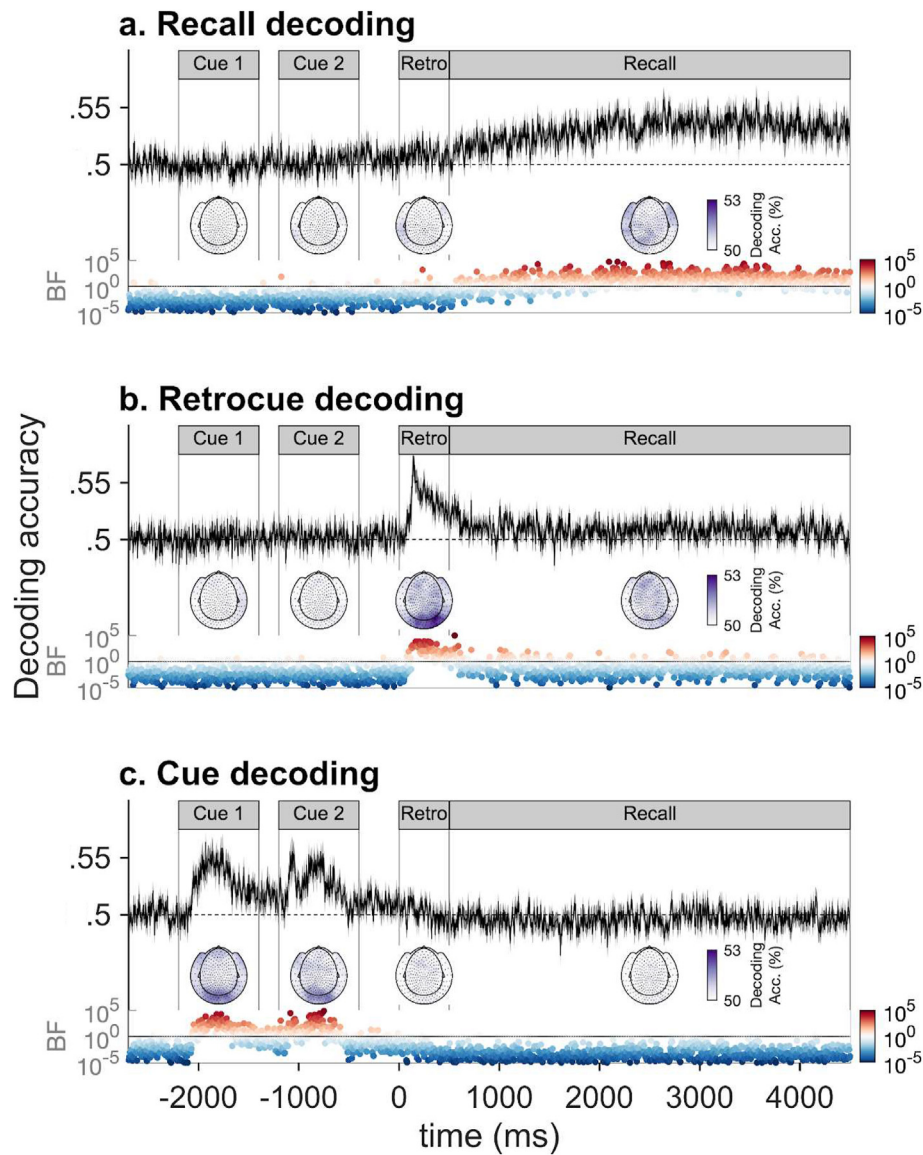 a. Recall decoding
Cue 1 Cue 2 Retro Recall
.55
.5
53
50
Decoding
Acc. (%)
BF
10^5
10^0
10^-5
10^5
10^0
10^-5
b. Retrocue decoding
Cue 1 Cue 2 Retro Recall
.55
.5
53
50
Decoding
Acc. (%)
BF
10^5
10^0
10^-5
10^5
10^0
10^-5
Decoding accuracy
c. Cue decoding
Cue 1 Cue 2 Retro Recall
.55
.5
53
50
Decoding
Acc. (%)
BF
10^5
10^0
10^-5
10^5
10^0
10^-5
-2000 -1000 0 1000 2000 3000 4000
time (ms)